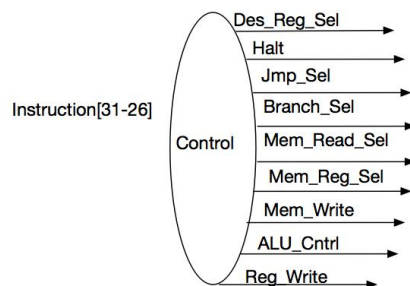 Des_Reg_Sel
Halt
Jmp_Sel
Instruction[31-26]
Branch_Sel
Control
Mem_Read_Sel
Mem_Reg_Sel
Mem_Write
ALU_Cntrl
Reg_Write